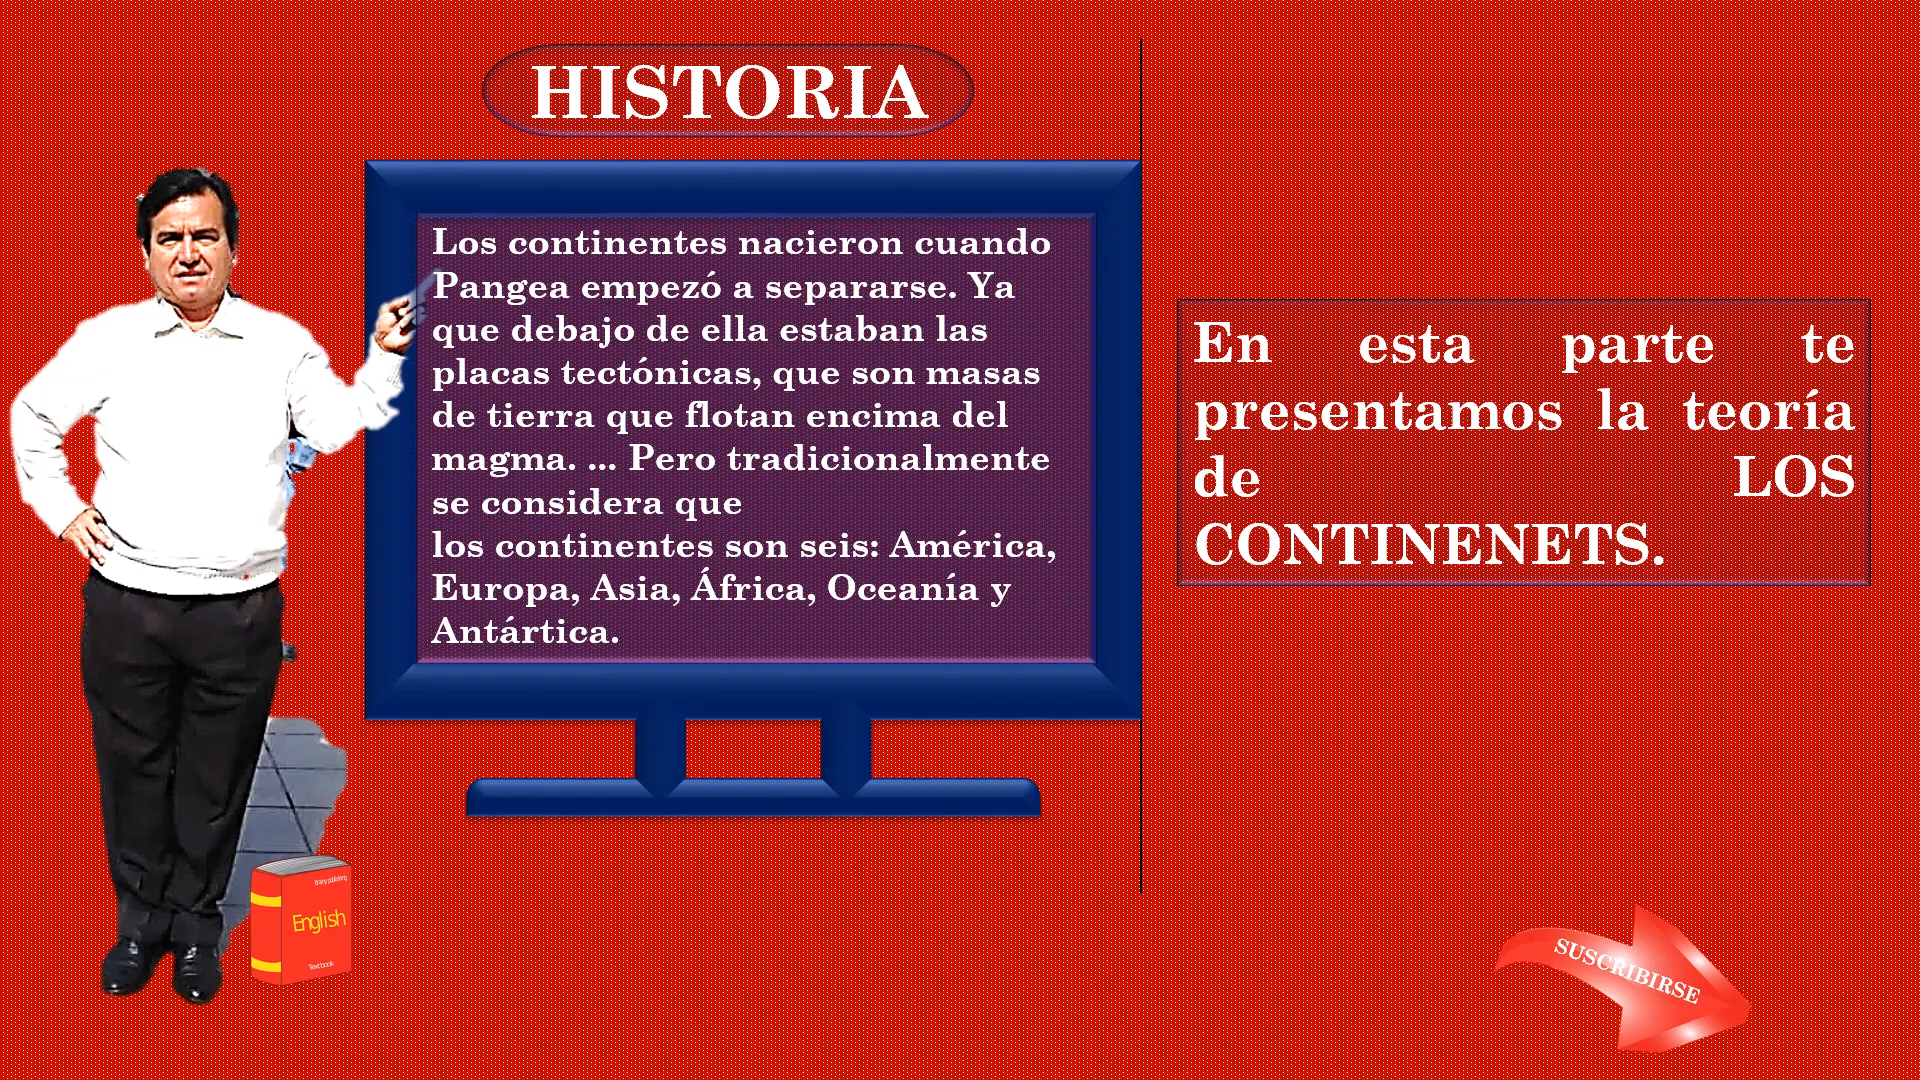 HISTORIA
Los continentes nacieron cuando
Pangea empezó a separarse. Ya
que debajo de ella estaban las
placas tectónicas, que son masas
de tierra que flotan encima del
magma. ... Pero tradicionalmente
se considera que
los continentes son seis: América,
Europa, Asia, África, Oceanía y
Antártica.
En esta parte te
presentamos la teoría
de LOS
CONTINENETS.
English
Textbook
SUSCRIBIRSE